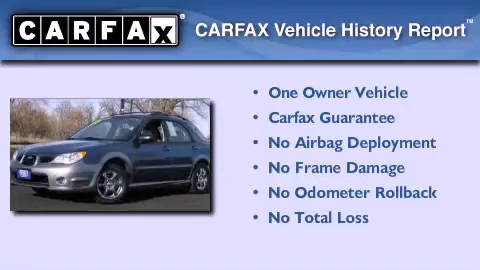 CARFAX® CARFAX Vehicle History Report™
• One Owner Vehicle
• Carfax Guarantee
• No Airbag Deployment
• No Frame Damage
• No Odometer Rollback
• No Total Loss